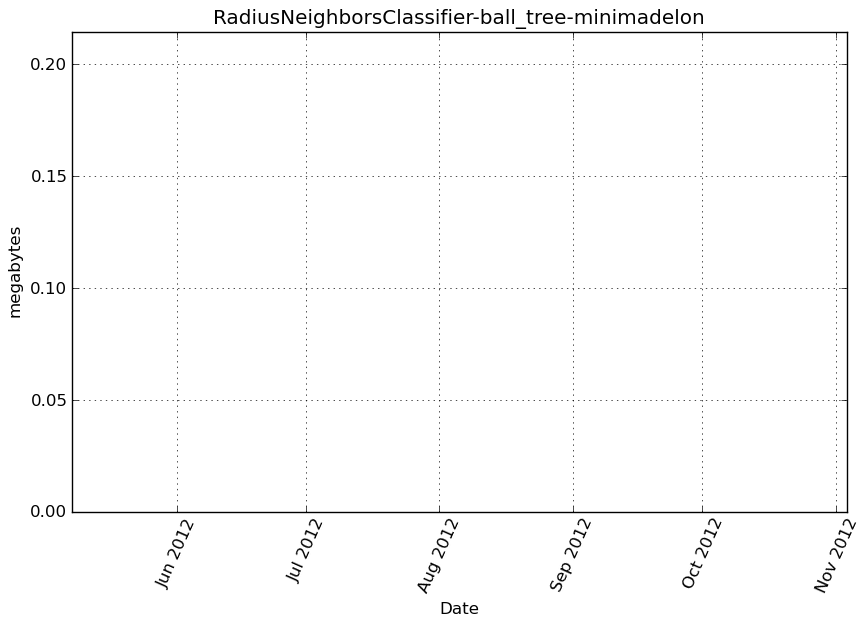 RadiusNeighborsClassifier-ball_tree-minimadelon
0.20
0.15
0.10
0.05
0.00
megabytes
Jun 2012
Jul 2012
Aug 2012
Sep 2012
Oct 2012
Nov 2012
Date